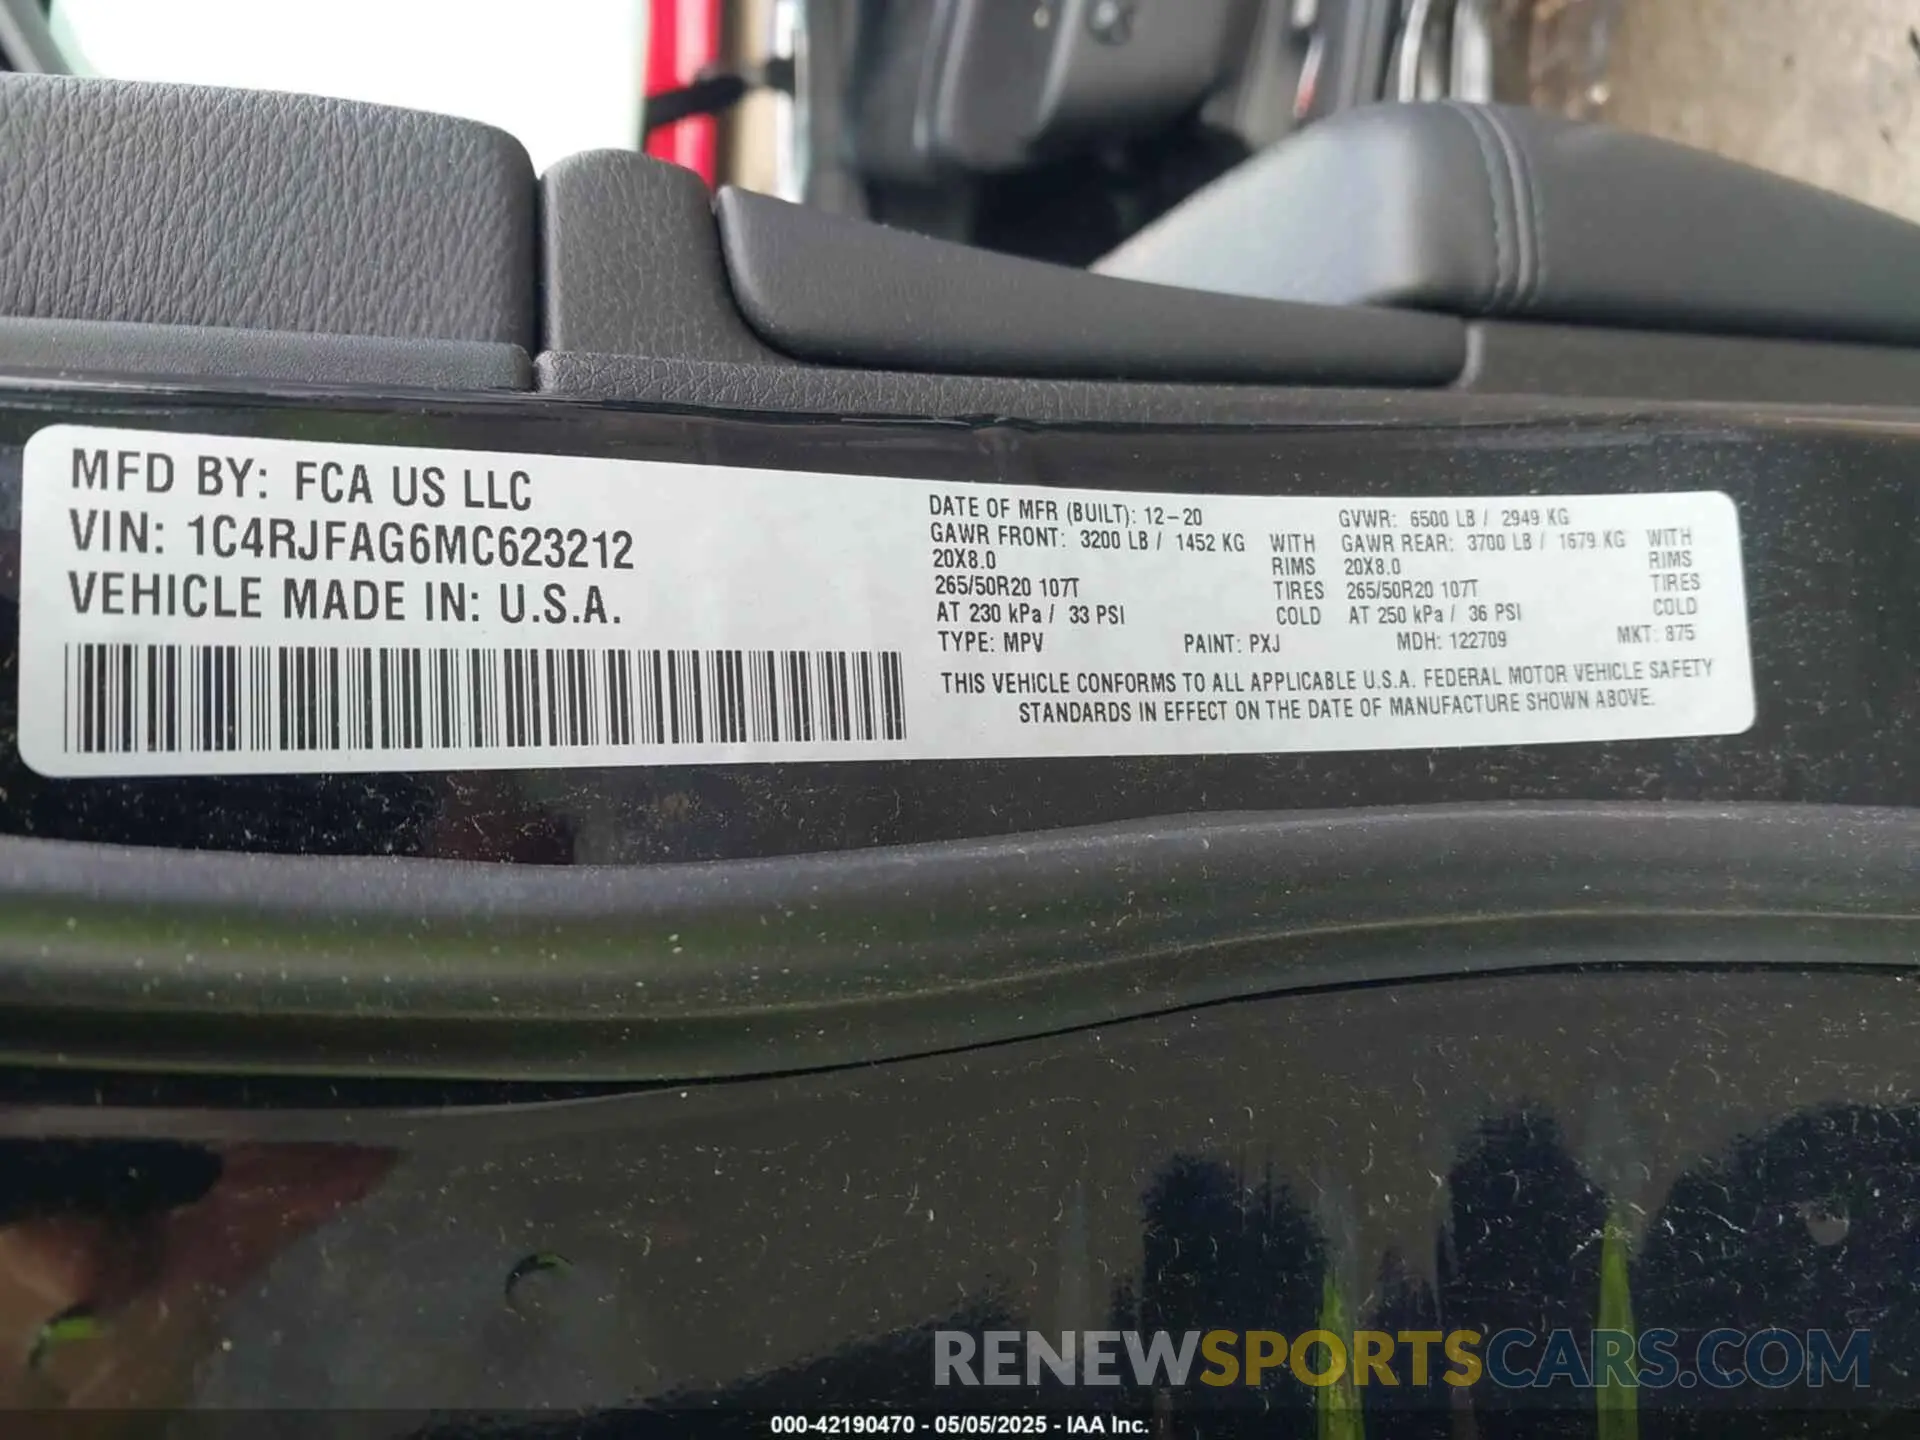 MFD BY: FCA US LLC
VIN: 1C4RJFAG6MC623212
VEHICLE MADE IN: U.S.A.
DATE OF MFR (BUILT): 12-20 GVWR: 6500 LB / 2949 KG
GAWR FRONT: 3200 LB / 1452 KG WITH GAWR REAR: 3700 LB / 1679 KG WITH
20X8.0 RIMS 20X8.0 RIMS
265/50R20 107T TIRES 265/50R20 107T TIRES
AT 230 kPa / 33 PSI COLD AT 250 kPa / 36 PSI COLD
TYPE: MPV PAINT: PXJ MDH: 122709 MKT: 875
THIS VEHICLE CONFORMS TO ALL APPLICABLE U.S.A. FEDERAL MOTOR VEHICLE SAFETY
STANDARDS IN EFFECT ON THE DATE OF MANUFACTURE SHOWN ABOVE.
RENEWSPORTSCARS.COM
000-42190470 - 05/05/2025 - IAA Inc.